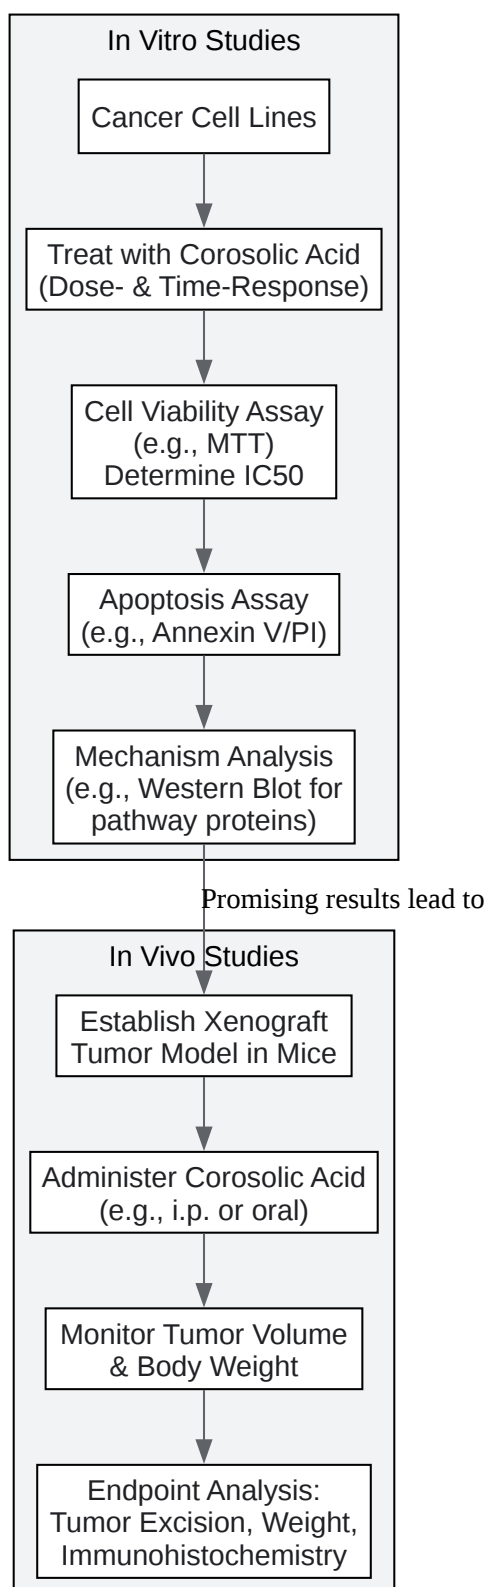 In Vitro Studies
Cancer Cell Lines
Treat with Corosolic Acid
(Dose- & Time-Response)
Cell Viability Assay
(e.g., MTT)
Determine IC50
Apoptosis Assay
(e.g., Annexin V/PI)
Mechanism Analysis
(e.g., Western Blot for
pathway proteins)
Promising results lead to
In Vivo Studies
Establish Xenograft
Tumor Model in Mice
Administer Corosolic Acid
(e.g., i.p. or oral)
Monitor Tumor Volume
& Body Weight
Endpoint Analysis:
Tumor Excision, Weight,
Immunohistochemistry